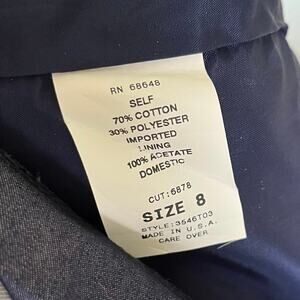 RN 68648
SELF
70% COTTON
30% POLYESTER
IMPORTED
LINING
100% ACETATE
DOMESTIC
CUT: 6878
SIZE 8
STYLE: 3546T03
MADE IN U.S.A.
CARE OVER